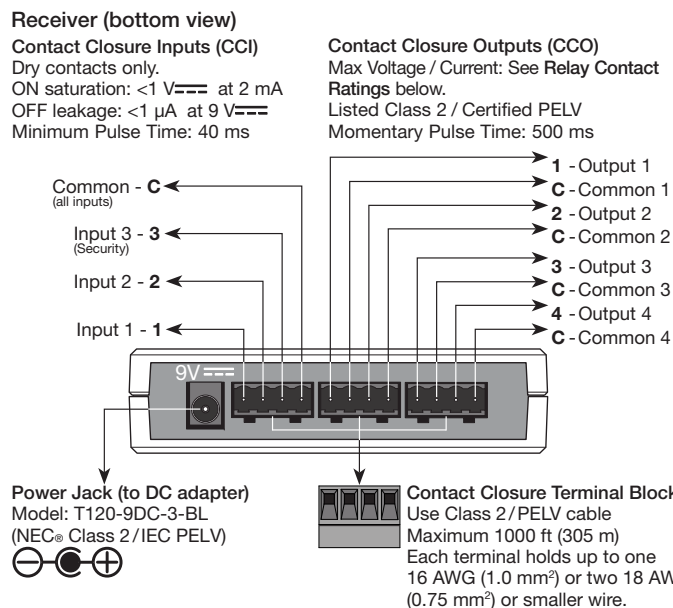 Receiver (bottom view)
Contact Closure Inputs (CCI)
Dry contacts only.
ON saturation: <1 V⎓ at 2 mA
OFF leakage: <1 µA at 9 V⎓
Minimum Pulse Time: 40 ms
Contact Closure Outputs (CCO)
Max Voltage / Current: See Relay Contact
Ratings below.
Listed Class 2 / Certified PELV
Momentary Pulse Time: 500 ms
Common - C
(all inputs)
Input 3 - 3
(Security)
Input 2 - 2
Input 1 - 1
1 - Output 1
C - Common 1
2 - Output 2
C - Common 2
3 - Output 3
C - Common 3
4 - Output 4
C - Common 4
9V⎓
Power Jack (to DC adapter)
Model: T120-9DC-3-BL
(NEC® Class 2 / IEC PELV)
Contact Closure Terminal Block
Use Class 2 / PELV cable
Maximum 1000 ft (305 m)
Each terminal holds up to one
16 AWG (1.0 mm²) or two 18 AW
(0.75 mm²) or smaller wire.